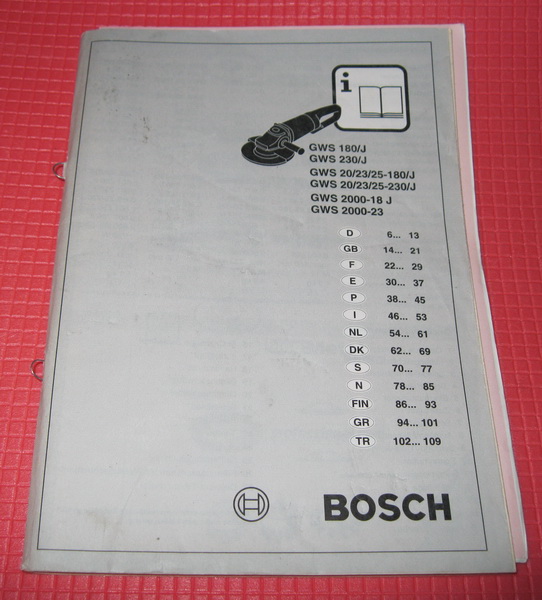 i
GWS 180/J
GWS 230/J
GWS 20/23/25-180/J
GWS 20/23/25-230/J
GWS 2000-18 J
GWS 2000-23
D 6... 13
GB 14... 21
F 22... 29
E 30... 37
P 38... 45
I 46... 53
NL 54... 61
DK 62... 69
S 70... 77
N 78... 85
FIN 86... 93
GR 94... 101
TR 102... 109
BOSCH